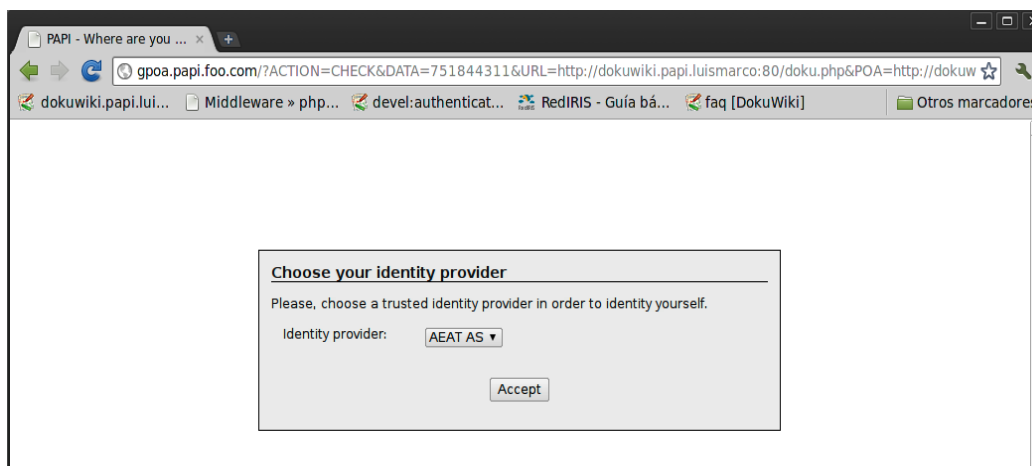 PAPI - Where are you ...
gpoa.papi.foo.com/?ACTION=CHECK&DATA=751844311&URL=http://dokuwiki.papi.luismarco:80/doku.php&POA=http://dokuw
dokuwiki.papi.lui... Middleware » php... devel:authenticat... RedIRIS - Guía bá... faq [DokuWiki] Otros marcadores
Choose your identity provider
Please, choose a trusted identity provider in order to identity yourself.
Identity provider: AEAT AS
Accept